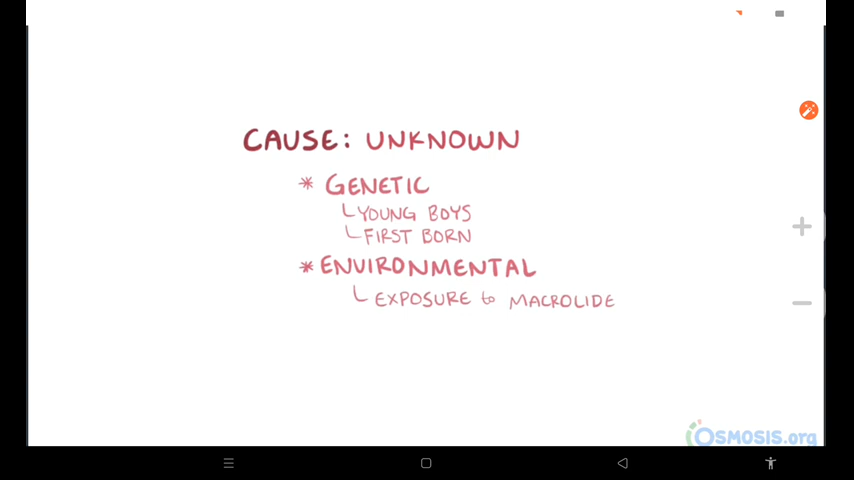 CAUSE: UNKNOWN
* GENETIC
YOUNG BOYS
FIRST BORN
* ENVIRONMENTAL
EXPOSURE to MACROLIDE
OSMOSIS.org